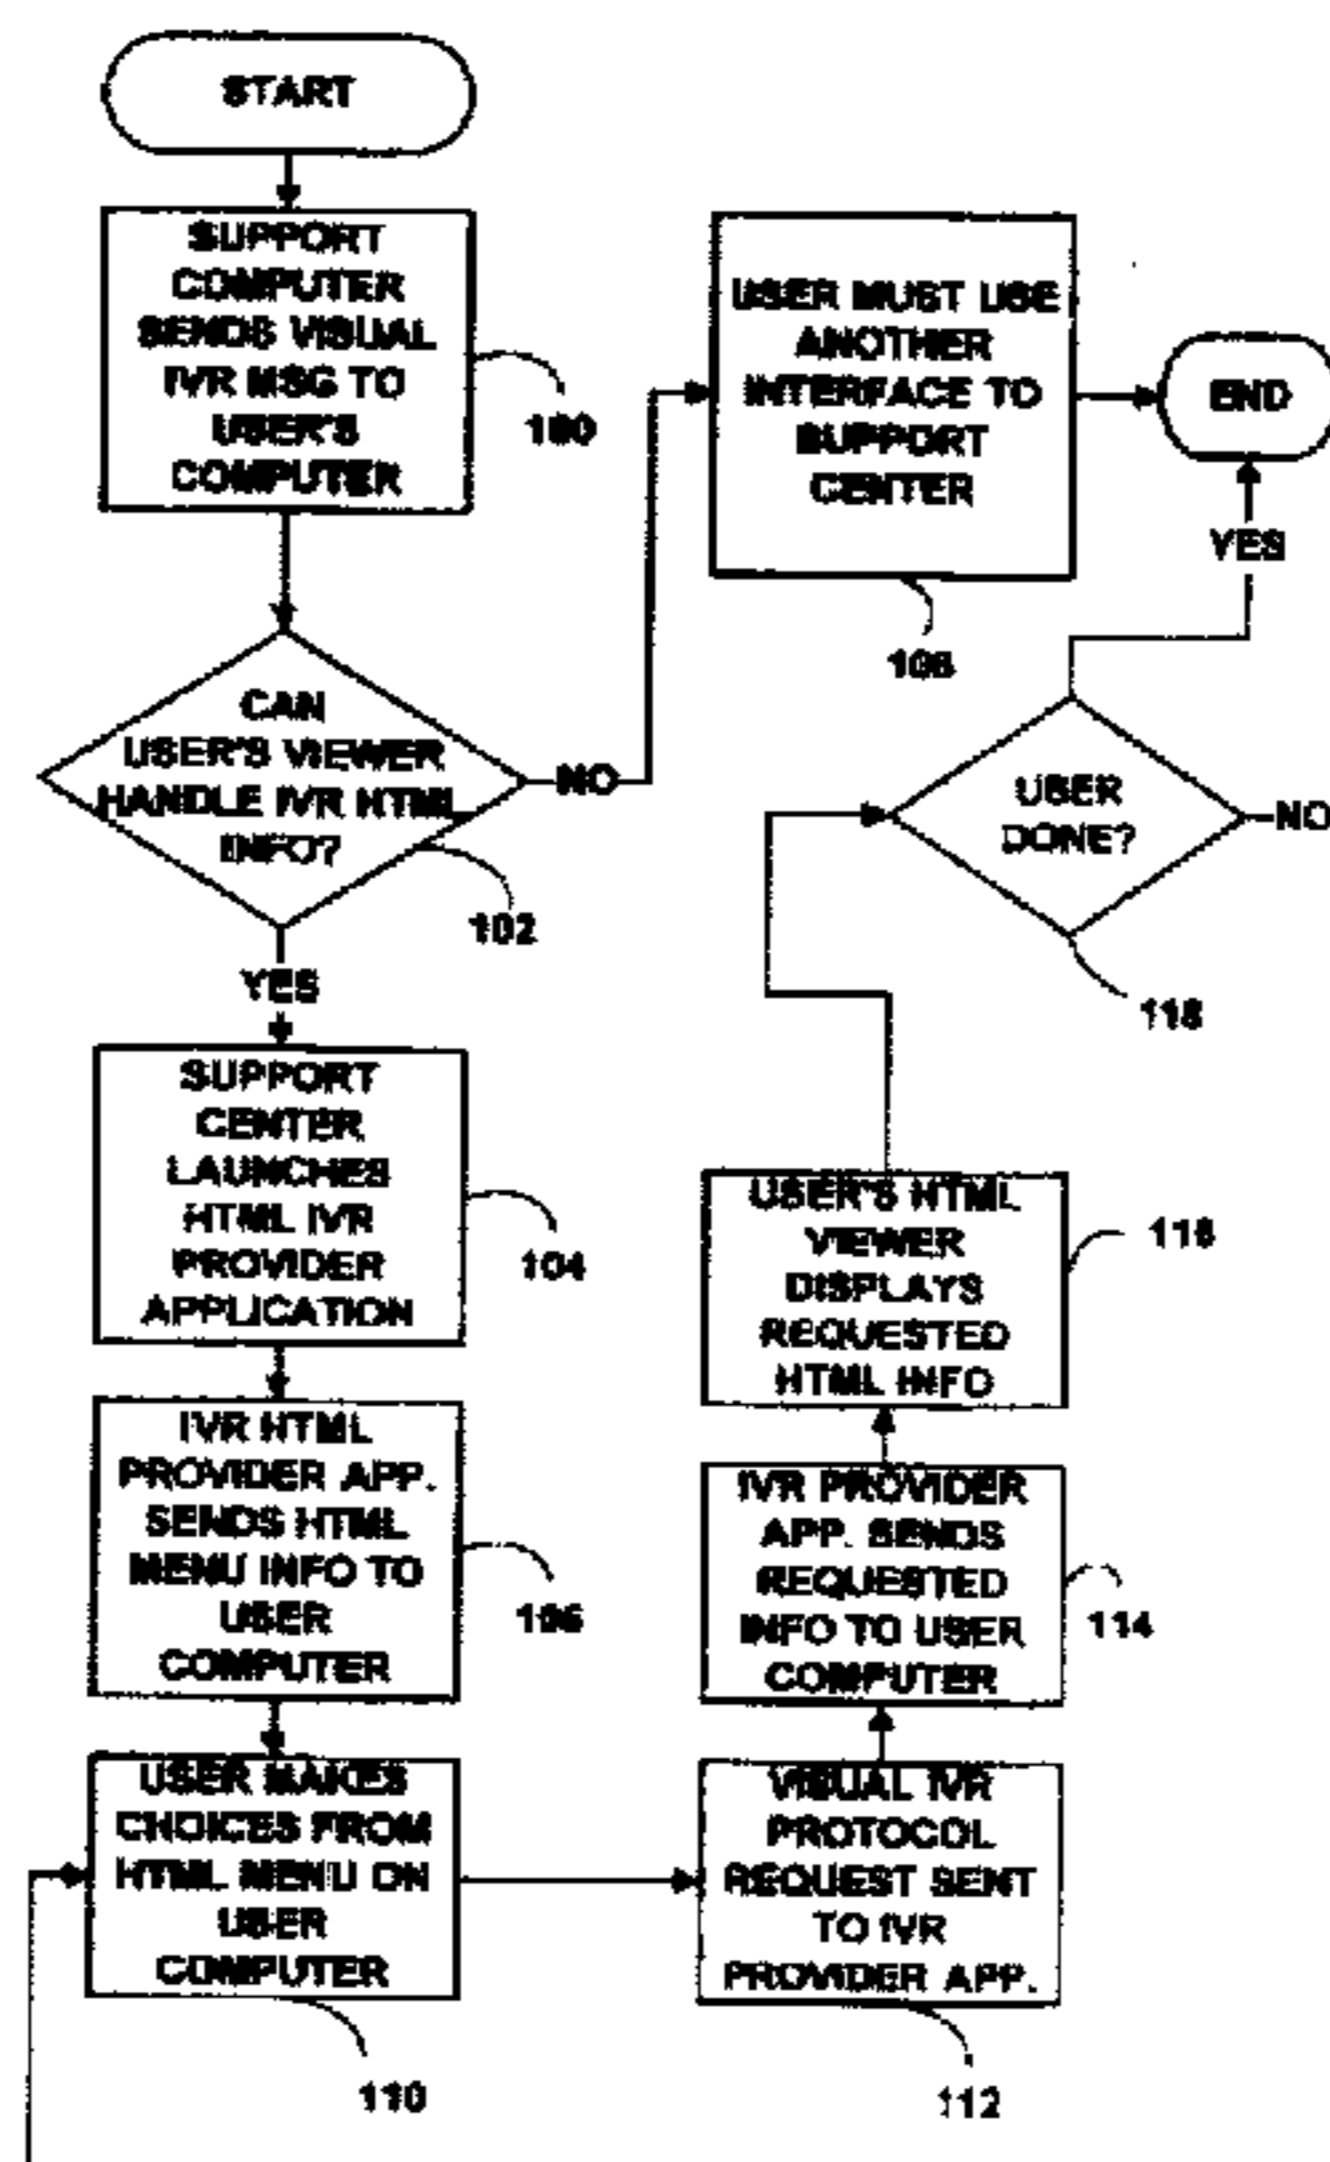 START
SUPPORT
COMPUTER
SENDS VISUAL
IVR MSG TO
USER'S
COMPUTER
100
CAN
USER'S VIEWER
HANDLE IVR HTML
INFO?
102
NO
YES
SUPPORT
CENTER
LAUNCHES
HTML IVR
PROVIDER
APPLICATION
104
IVR HTML
PROVIDER APP.
SENDS HTML
MENU INFO TO
USER
COMPUTER
USER MAKES
CHOICES FROM
HTML MENU ON
USER
COMPUTER
110
USER MUST USE
ANOTHER
INTERFACE TO
SUPPORT
CENTER
END
YES
USER
DONE?
NO
118
USER'S HTML
VIEWER
DISPLAYS
REQUESTED
HTML INFO
116
IVR PROVIDER
APP. SENDS
REQUESTED
INFO TO USER
COMPUTER
114
VISUAL IVR
PROTOCOL
REQUEST SENT
TO IVR
PROVIDER APP.
112